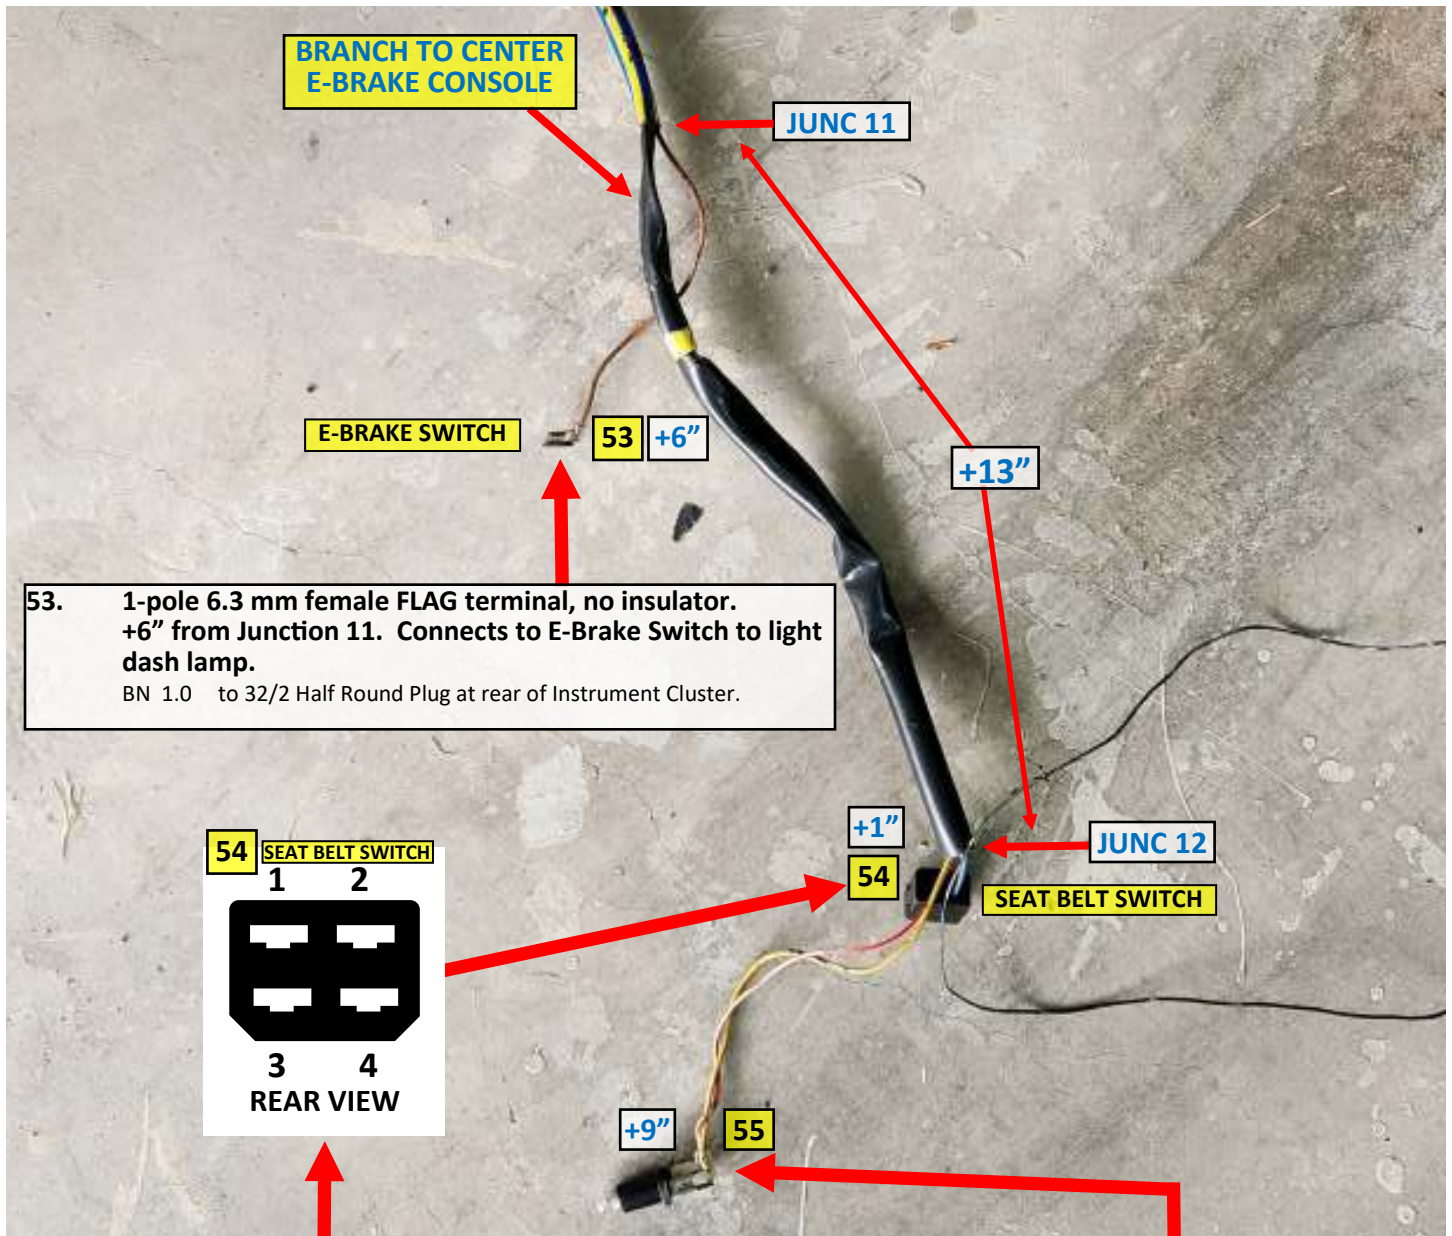 BRANCH TO CENTER
E-BRAKE CONSOLE
JUNC 11
E-BRAKE SWITCH
53
+6”
+13”
53. 1-pole 6.3 mm female FLAG terminal, no insulator.
+6” from Junction 11. Connects to E-Brake Switch to light
dash lamp.
BN 1.0 to 32/2 Half Round Plug at rear of Instrument Cluster.
+1”
JUNC 12
54
SEAT BELT SWITCH
54
SEAT BELT SWITCH
1 2
3 4
REAR VIEW
+9”
55